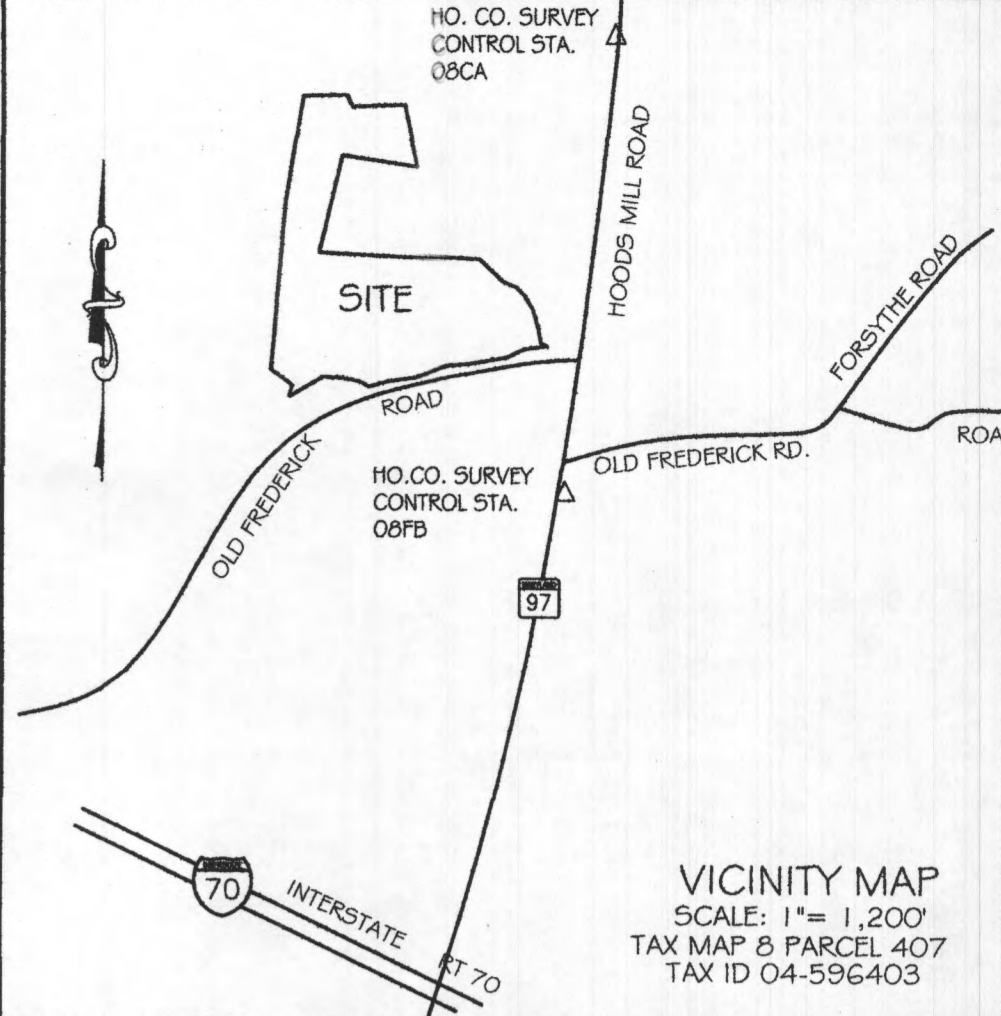 HO. CO. SURVEY
CONTROL STA.
08CA
HOODS MILL ROAD
FORSYTHE ROAD
SITE
ROAD
OLD FREDERICK
OLD FREDERICK RD.
ROA
HO.CO. SURVEY
CONTROL STA.
08FB
97
70
INTERSTATE
RT 70
VICINITY MAP
SCALE: 1"= 1,200'
TAX MAP 8 PARCEL 407
TAX ID 04-596403